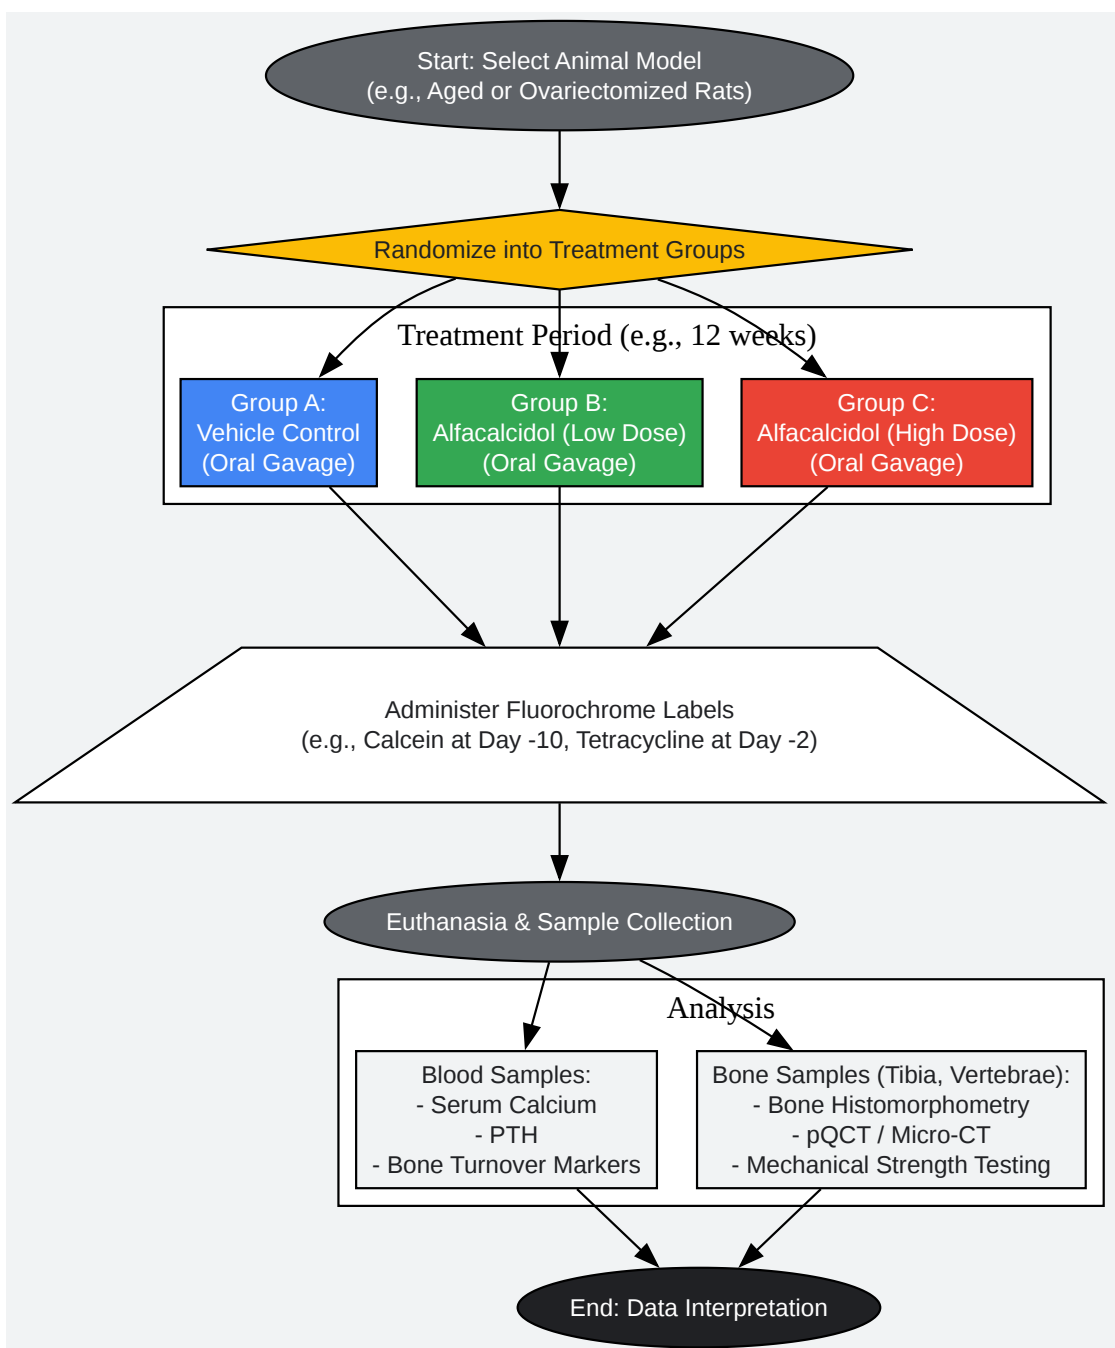 Start: Select Animal Model
(e.g., Aged or Ovariectomized Rats)
Randomize into Treatment Groups
Treatment Period (e.g., 12 weeks)
Group A:
Vehicle Control
(Oral Gavage)
Group B:
Alfacalcidol (Low Dose)
(Oral Gavage)
Group C:
Alfacalcidol (High Dose)
(Oral Gavage)
Administer Fluorochrome Labels
(e.g., Calcein at Day -10, Tetracycline at Day -2)
Euthanasia & Sample Collection
Analysis
Blood Samples:
- Serum Calcium
- PTH
- Bone Turnover Markers
Bone Samples (Tibia, Vertebrae):
- Bone Histomorphometry
- pQCT / Micro-CT
- Mechanical Strength Testing
End: Data Interpretation